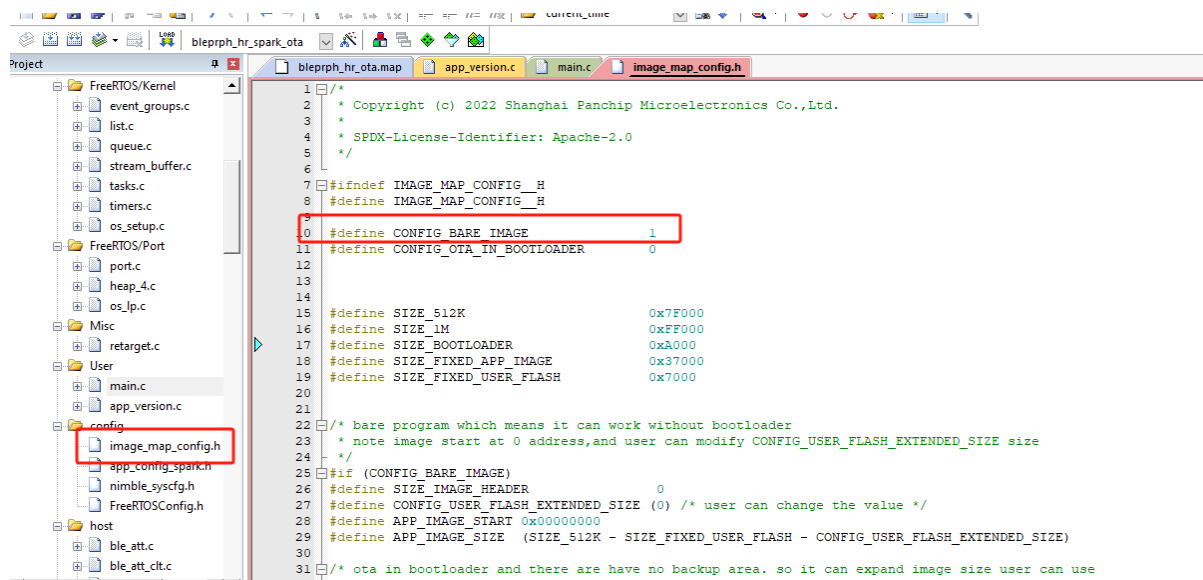 current_time
bleprph_hr_spark_ota
Project
FreeRTOS/Kernel
event_groups.c
list.c
queue.c
stream_buffer.c
tasks.c
timers.c
os_setup.c
FreeRTOS/Port
port.c
heap_4.c
os_lp.c
Misc
retarget.c
User
main.c
app_version.c
config
image_map_config.h
app_config_spark.h
nimble_syscfg.h
FreeRTOSConfig.h
host
ble_att.c
ble_att_clt.c
bleprph_hr_ota.map app_version.c main.c image_map_config.h
1 /*
2 * Copyright (c) 2022 Shanghai Panchip Microelectronics Co.,Ltd.
3 *
4 * SPDX-License-Identifier: Apache-2.0
5 */
6
7 #ifndef IMAGE_MAP_CONFIG__H
8 #define IMAGE_MAP_CONFIG__H
9
10 #define CONFIG_BARE_IMAGE 1
11 #define CONFIG_OTA_IN_BOOTLOADER 0
12
13
14
15 #define SIZE_512K 0x7F000
16 #define SIZE_1M 0xFF000
17 #define SIZE_BOOTLOADER 0xA000
18 #define SIZE_FIXED_APP_IMAGE 0x37000
19 #define SIZE_FIXED_USER_FLASH 0x7000
20
21
22 /* bare program which means it can work without bootloader
23 * note image start at 0 address,and user can modify CONFIG_USER_FLASH_EXTENDED_SIZE size
24 */
25 #if (CONFIG_BARE_IMAGE)
26 #define SIZE_IMAGE_HEADER 0
27 #define CONFIG_USER_FLASH_EXTENDED_SIZE (0) /* user can change the value */
28 #define APP_IMAGE_START 0x00000000
29 #define APP_IMAGE_SIZE (SIZE_512K - SIZE_FIXED_USER_FLASH - CONFIG_USER_FLASH_EXTENDED_SIZE)
30
31 /* ota in bootloader and there are have no backup area. so it can expand image size user can use